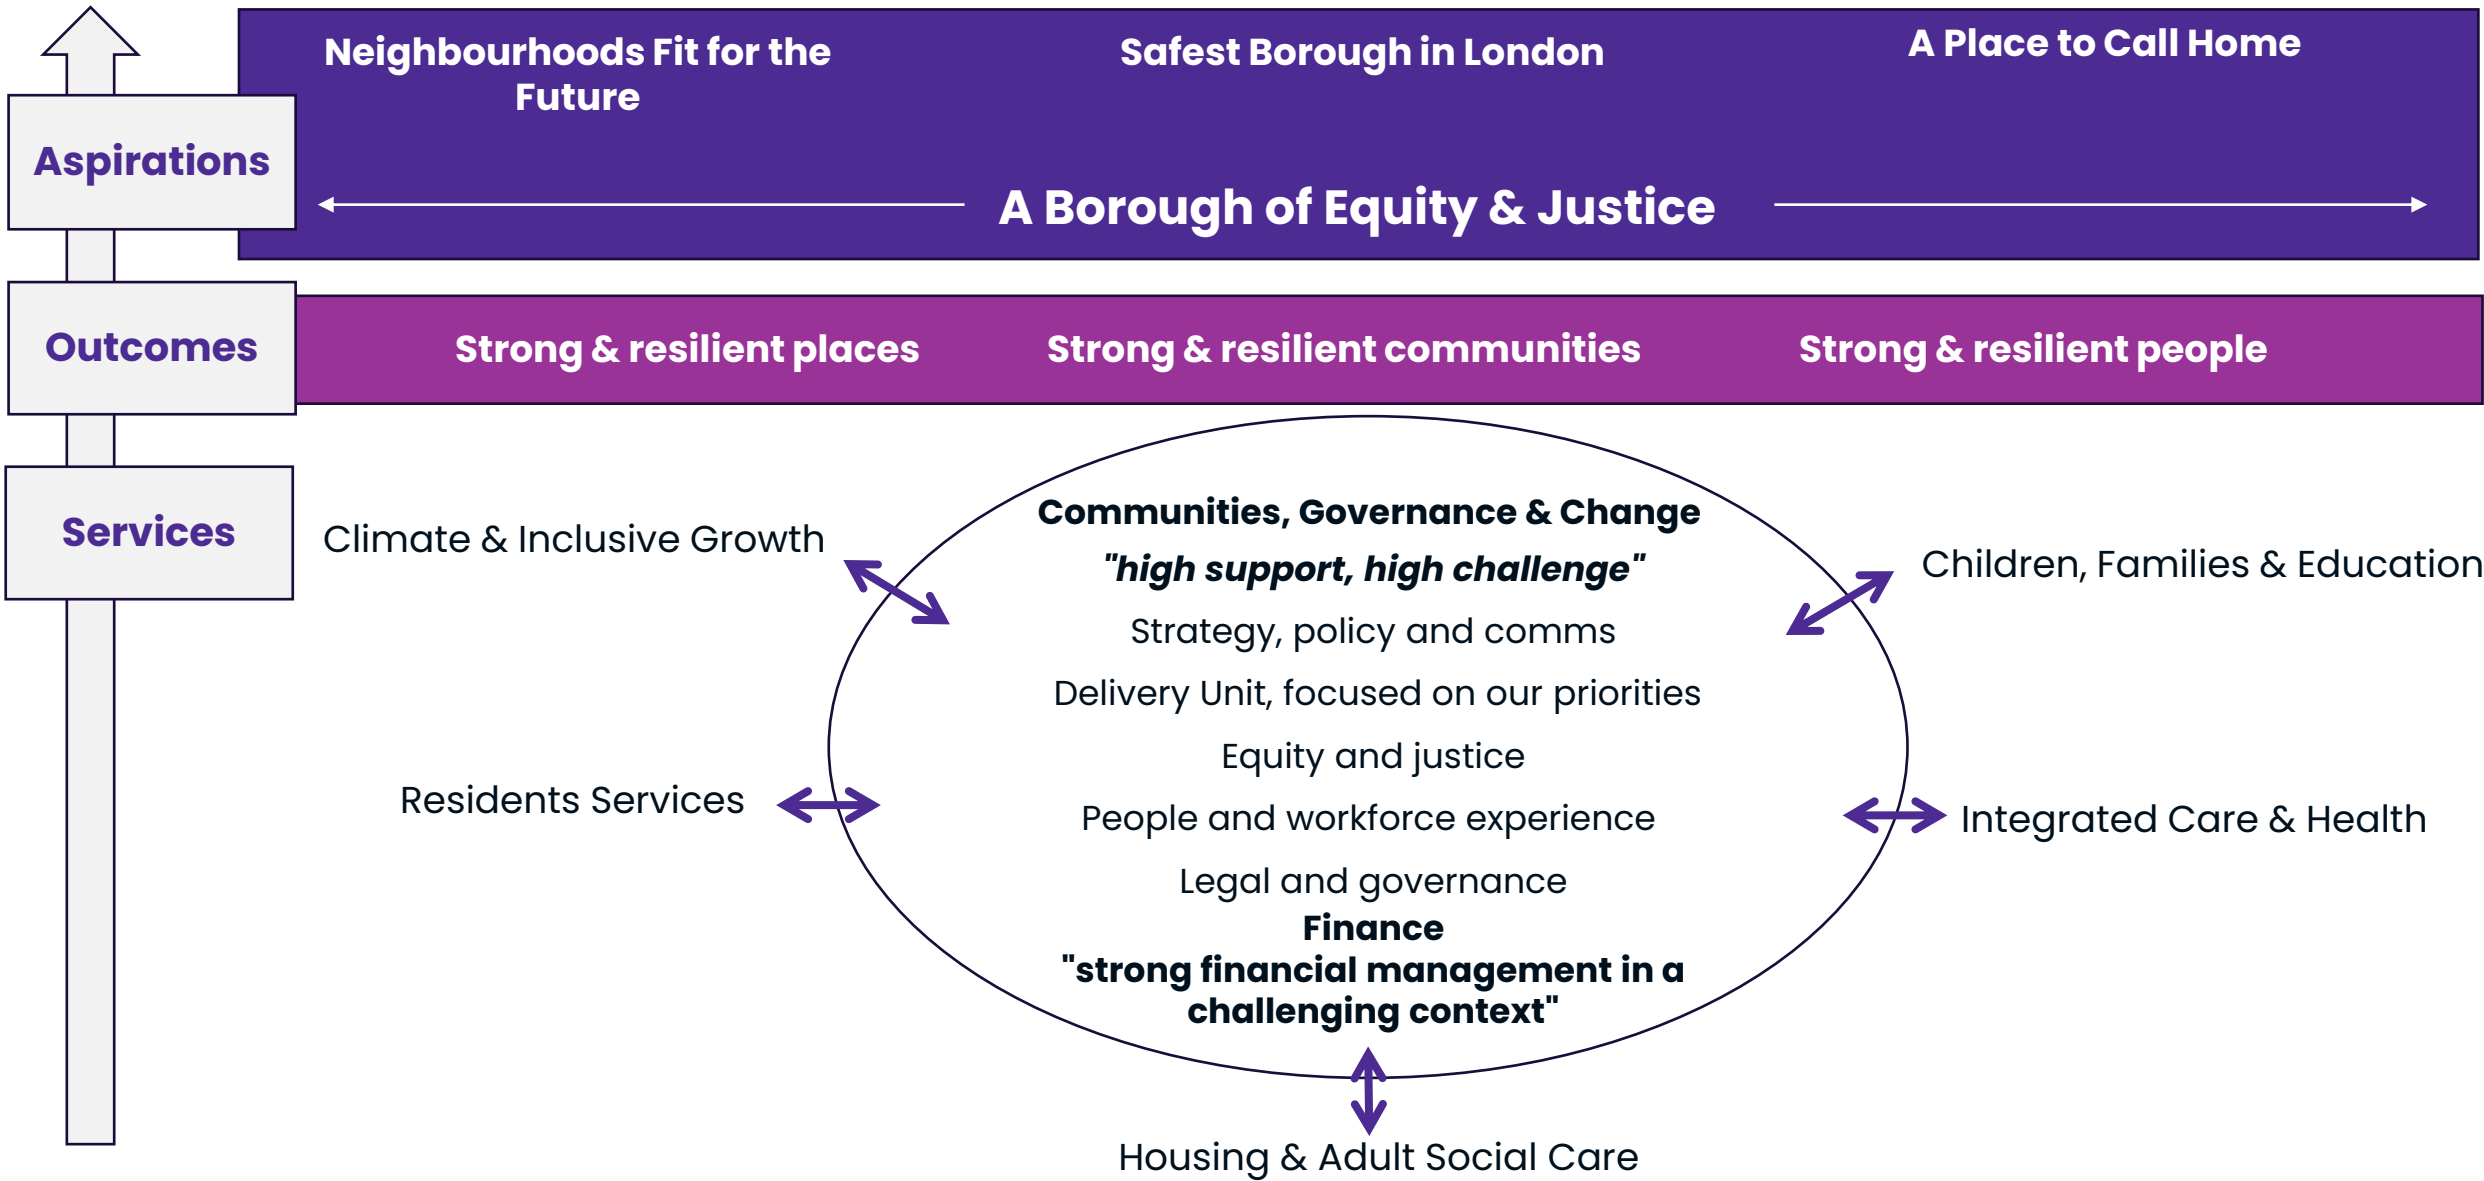 Neighbourhoods Fit for the
Future
Safest Borough in London
A Place to Call Home
Aspirations
A Borough of Equity & Justice
Outcomes
Strong & resilient places
Strong & resilient communities
Strong & resilient people
Services
Climate & Inclusive Growth
Communities, Governance & Change
"high support, high challenge"
Strategy, policy and comms
Delivery Unit, focused on our priorities
Equity and justice
People and workforce experience
Legal and governance
Finance
"strong financial management in a
challenging context"
Children, Families & Education
Residents Services
Integrated Care & Health
Housing & Adult Social Care